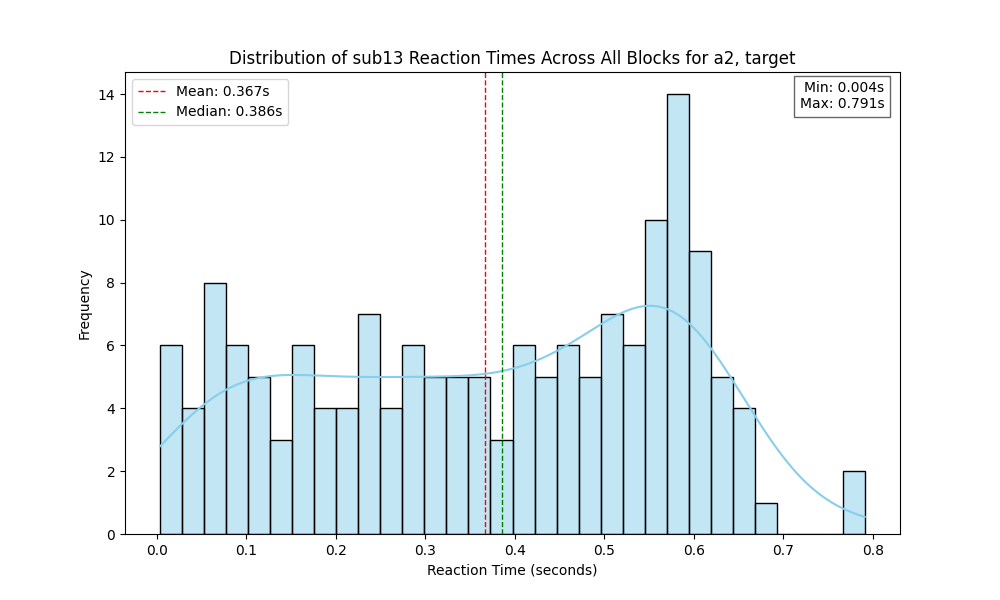 Distribution of sub13 Reaction Times Across All Blocks for a2, target
Mean: 0.367s
Median: 0.386s
Min: 0.004s
Max: 0.791s
Frequency
14
12
10
8
6
4
2
0
0.0 0.1 0.2 0.3 0.4 0.5 0.6 0.7 0.8
Reaction Time (seconds)